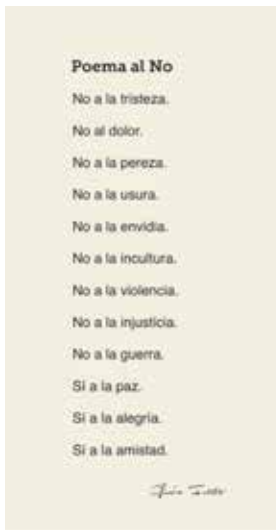 Poema al No
No a la tristeza.
No al dolor.
No a la pereza.
No a la usura.
No a la envidia.
No a la incultura.
No a la violencia.
No a la injusticia.
No a la guerra.
Sí a la paz.
Sí a la alegría.
Sí a la amistad.